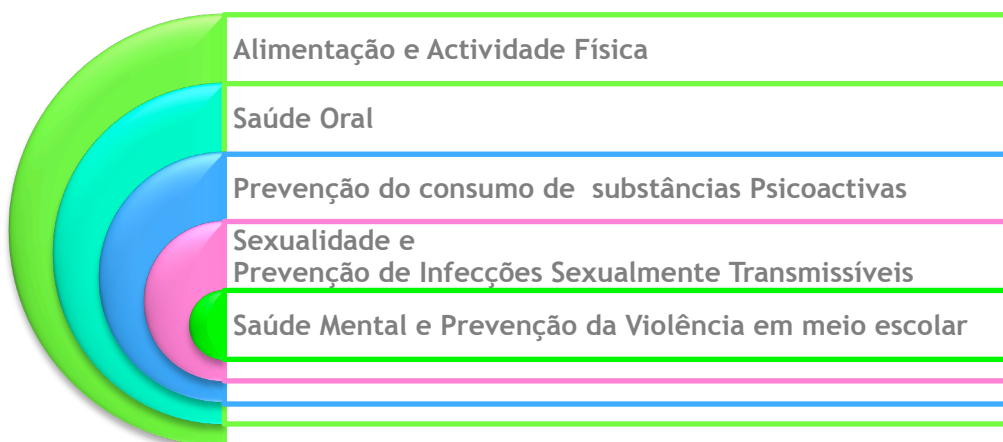 Alimentação e Actividade Física
Saúde Oral
Prevenção do consumo de  substâncias Psicoactivas
Sexualidade e
Prevenção de Infecções Sexualmente Transmissíveis
Saúde Mental e Prevenção da Violência em meio escolar